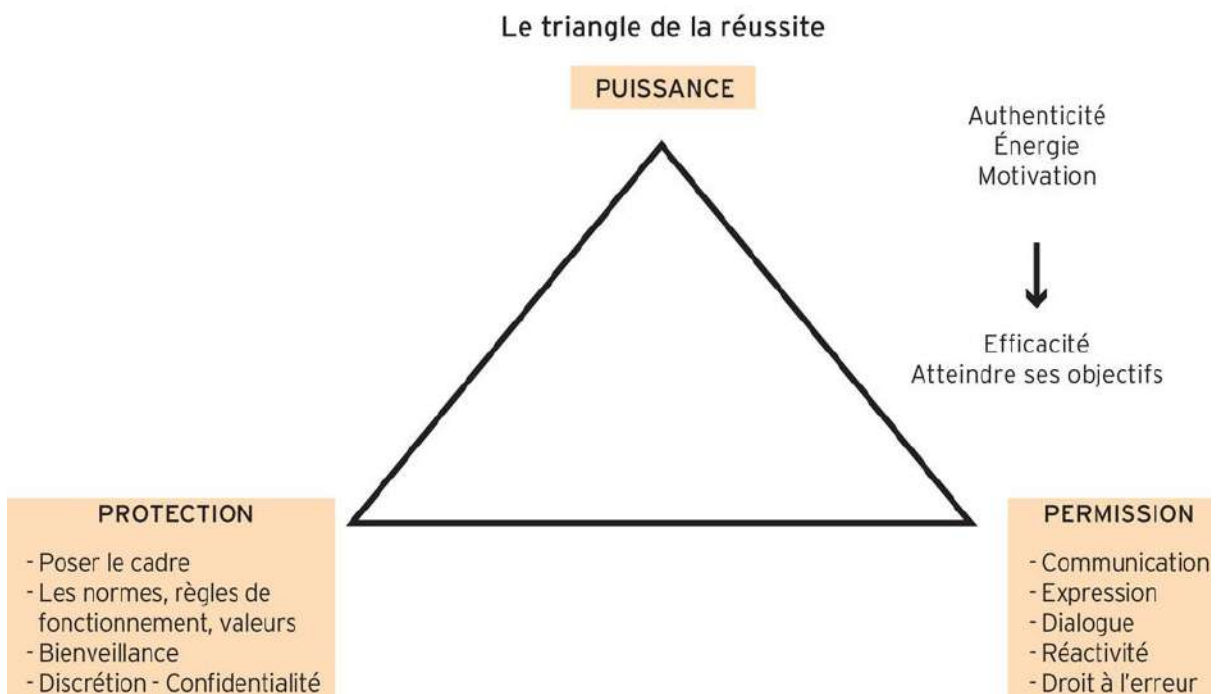 Le triangle de la réussite
PUISSANCE
Authenticité
Énergie
Motivation
Efficacité
Atteindre ses objectifs
PROTECTION
- Poser le cadre
- Les normes, règles de
fonctionnement, valeurs
- Bienveillance
- Discrétion - Confidentialité
PERMISSION
- Communication
- Expression
- Dialogue
- Réactivité
- Droit à l'erreur